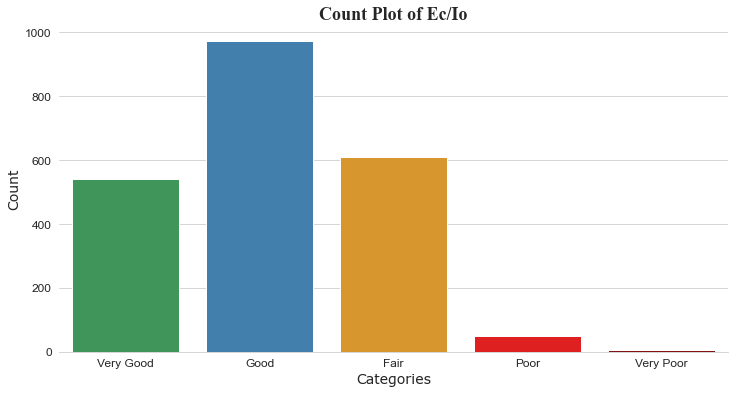 Count Plot of Ec/Io
1000
800
600
400
200
0
Count
Very Good Good Fair Poor Very Poor
Categories